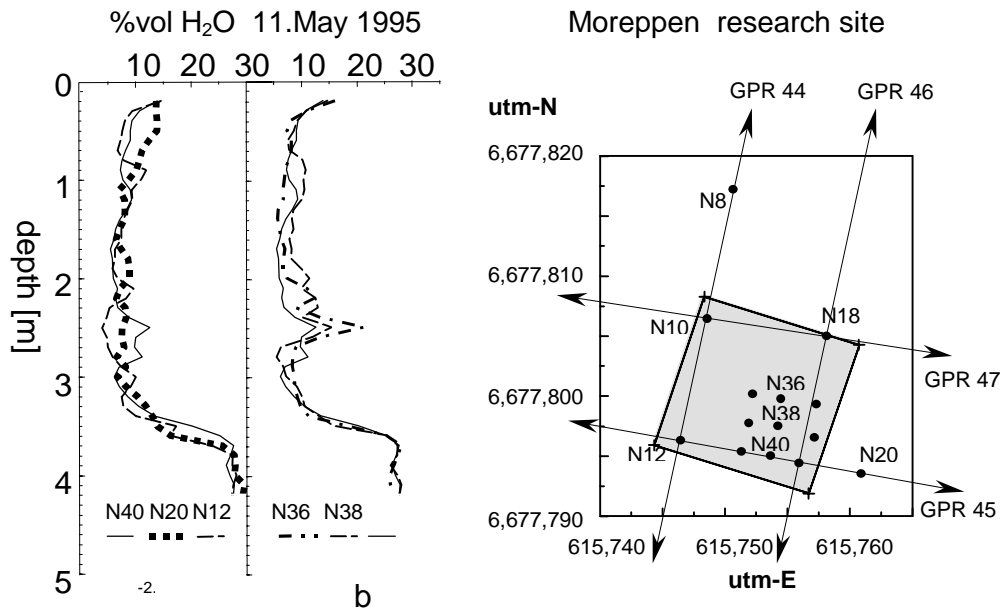 %vol H₂O 11.May 1995
0 10 20 30 10 20 30
1
2
3
4
5
depth [m]
N40 N20 N12
N36 N38
-2.
b
Moreppen research site
GPR 44
GPR 46
utm-N
6,677,820
6,677,810
6,677,800
6,677,790
N8
N10
N18
GPR 47
N36
N38
N12
N40
N20
GPR 45
615,740 615,750 615,760
utm-E